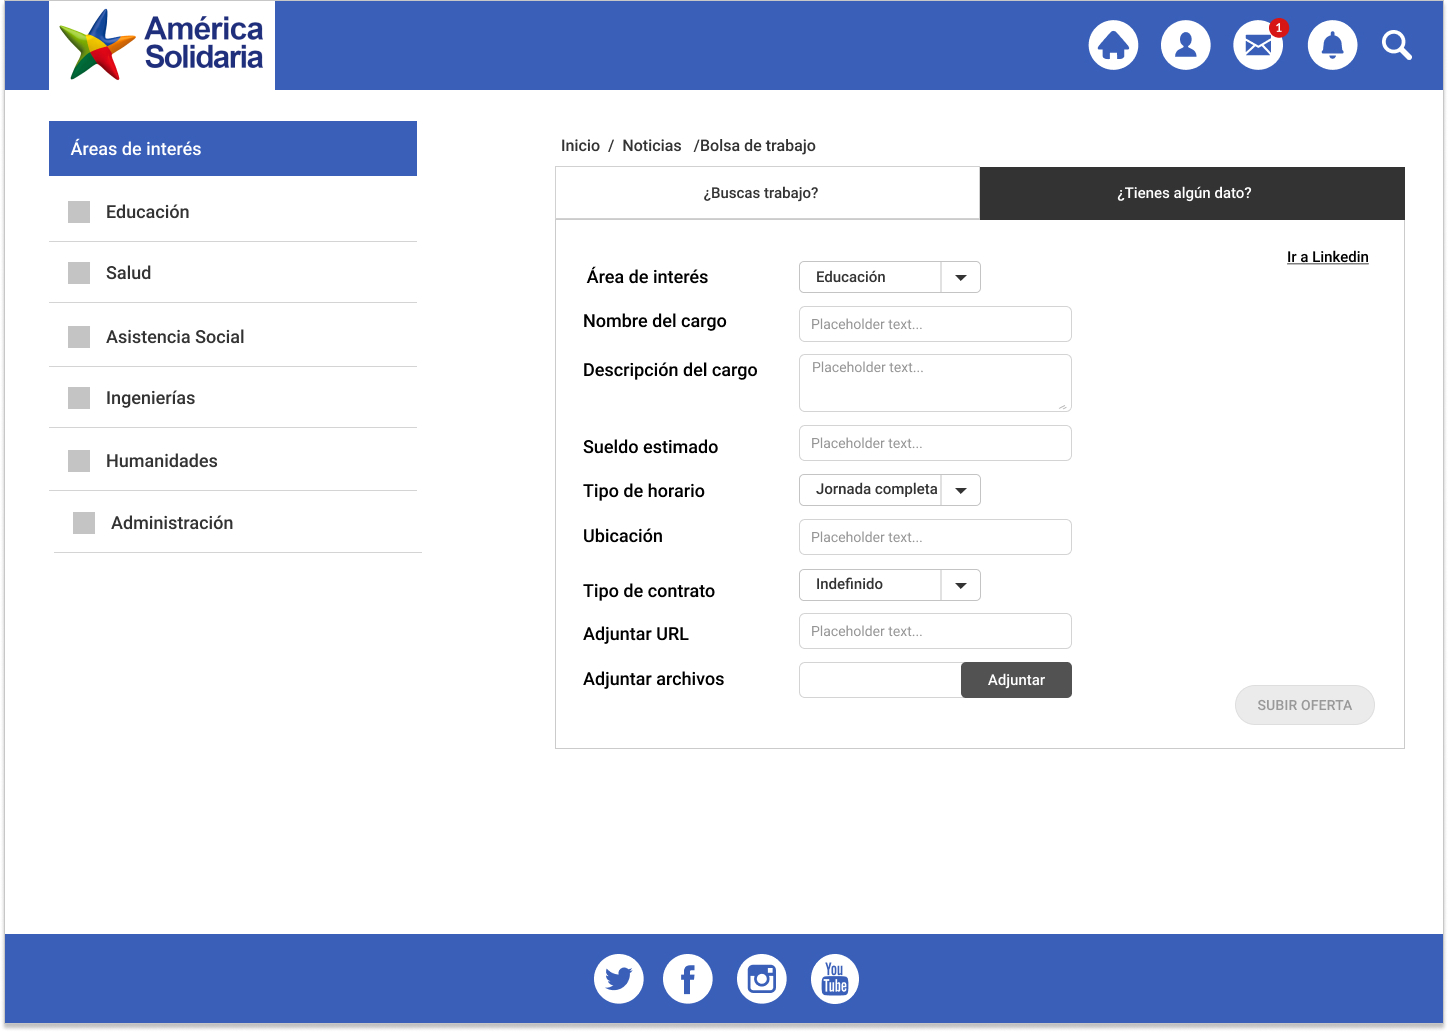 América
Solidaria
1
Áreas de interés
Educación
Salud
Asistencia Social
Ingenierías
Humanidades
Administración
Inicio / Noticias /Bolsa de trabajo
¿Buscas trabajo?
¿Tienes algún dato?
Ir a Linkedin
Área de interés
Educación
Nombre del cargo
Placeholder text...
Descripción del cargo
Placeholder text...
Sueldo estimado
Placeholder text...
Tipo de horario
Jornada completa
Ubicación
Placeholder text...
Tipo de contrato
Indefinido
Adjuntar URL
Placeholder text...
Adjuntar archivos
Adjuntar
SUBIR OFERTA
You
Tube